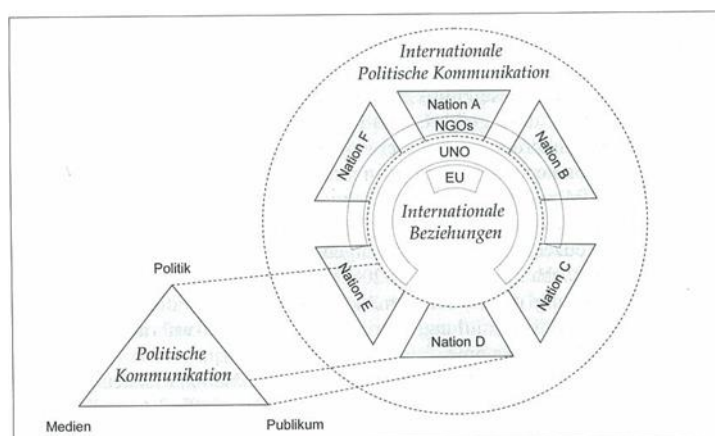 Internationale
Politische Kommunikation
Nation A
NGOs
Nation F
Nation B
UNO
EU
Internationale
Beziehungen
Nation E
Nation C
Nation D
Politik
Politische
Kommunikation
Medien
Publikum